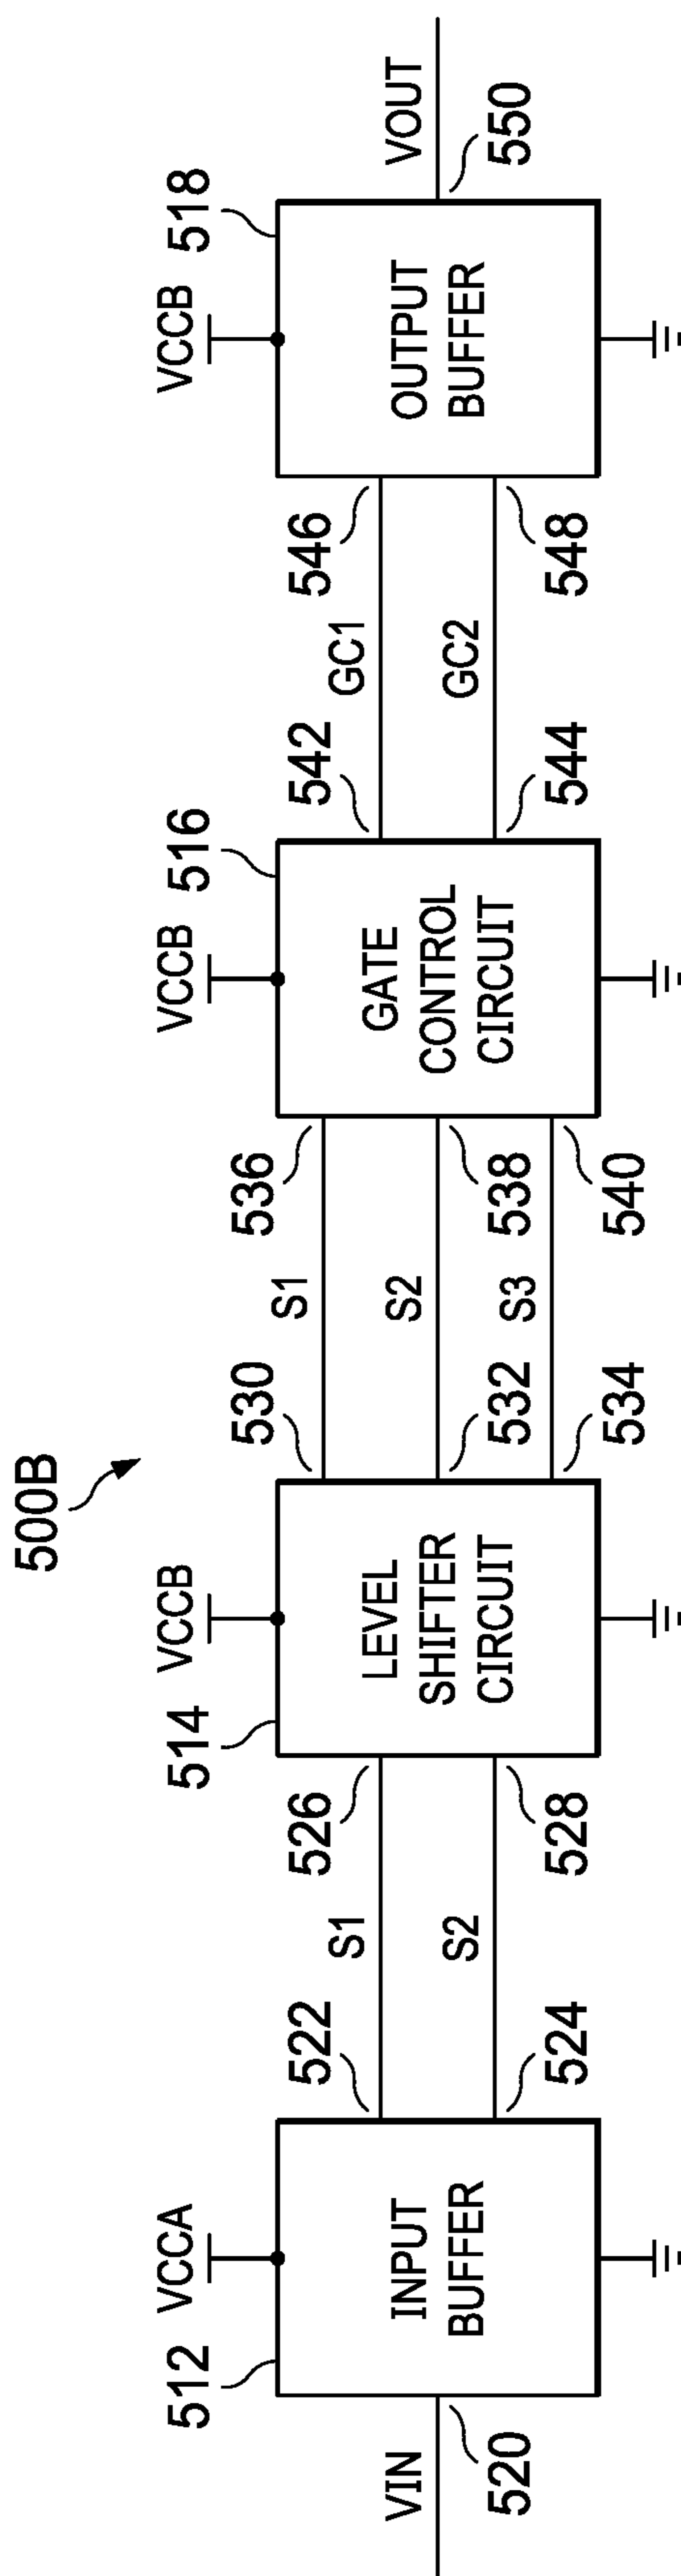 500B
VCCA
VCCB
VCCB
VCCB
512
514
516
518
VIN
520
INPUT
BUFFER
522
S1
526
524
S2
528
LEVEL
SHIFTER
CIRCUIT
530
S1
536
532
S2
538
534
S3
540
GATE
CONTROL
CIRCUIT
542
GC1
546
544
GC2
548
OUTPUT
BUFFER
VOUT
550